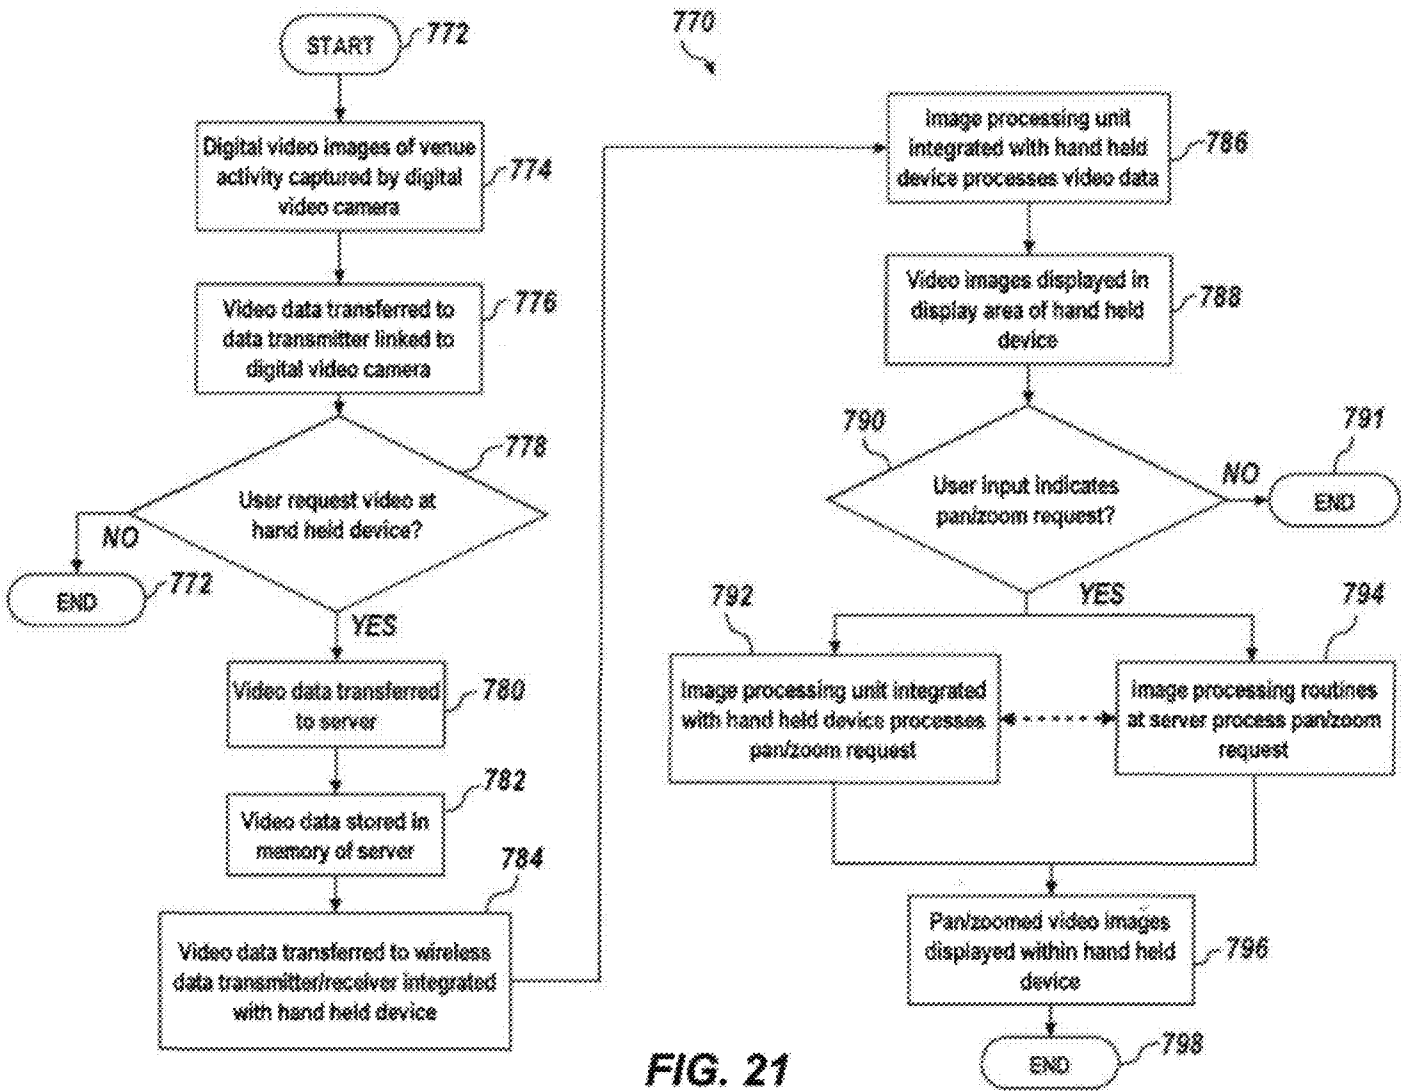 START
772
Digital video images of venue
activity captured by digital
video camera
774
Video data transferred to
data transmitter linked to
digital video camera
776
User request video at
hand held device?
778
NO
END
772
YES
Video data transferred
to server
780
Video data stored in
memory of server
782
Video data transferred to wireless
data transmitter/receiver integrated
with hand held device
784
770
Image processing unit
integrated with hand held
device processes video data
786
Video images displayed in
display area of hand held
device
788
790
User input indicates
pan/zoom request?
NO
791
END
YES
792
Image processing unit integrated
with hand held device processes
pan/zoom request
794
Image processing routines
at server process pan/zoom
request
Pan/zoomed video images
displayed within hand held
device
796
END
798
FIG. 21